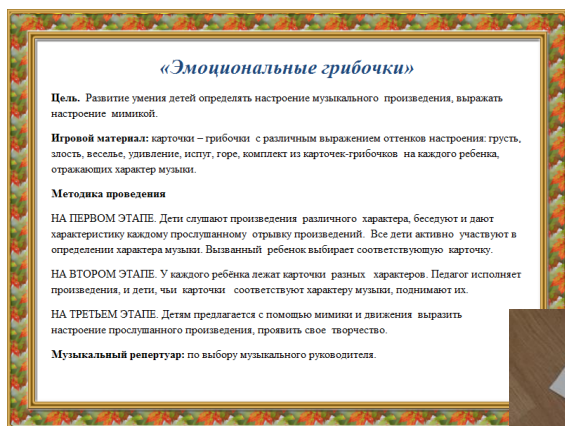 «Эмоциональные грибочки»
Цель. Развитие умения детей определять настроение музыкального произведения, выражать
настроение мимикой.
Игровой материал: карточки – грибочки с различным выражением оттенков настроения: грусть,
злость, веселье, удивление, испуг, горе, комплект из карточек-грибочков на каждого ребенка,
отражающих характер музыки.
Методика проведения
НА ПЕРВОМ ЭТАПЕ. Дети слушают произведения различного характера, беседуют и дают
характеристику каждому прослушанному отрывку произведений. Все дети активно участвуют в
определении характера музыки. Вызванный ребенок выбирает соответствующую карточку.
НА ВТОРОМ ЭТАПЕ. У каждого ребёнка лежат карточки разных характеров. Педагог исполняет
произведения, и дети, чьи карточки соответствуют характеру музыки, поднимают их.
НА ТРЕТЬЕМ ЭТАПЕ. Детям предлагается с помощью мимики и движения выразить
настроение прослушанного произведения, проявить свое творчество.
Музыкальный репертуар: по выбору музыкального руководителя.